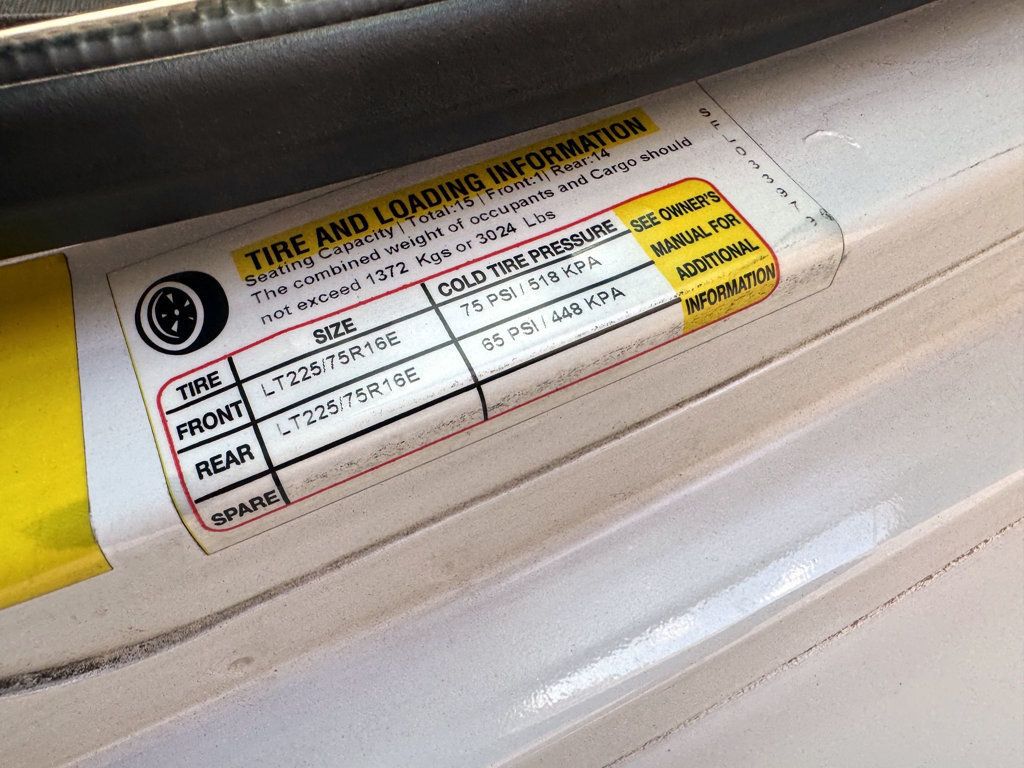 TIRE AND LOADING INFORMATION
Seating Capacity | Total:15 | Front:1| Rear:14
The combined weight of occupants and Cargo should
not exceed 1372 Kgs or 3024 Lbs
TIRE SIZE COLD TIRE PRESSURE
FRONT LT225/75R16E 75 PSI / 518 KPA
REAR LT225/75R16E 65 PSI / 448 KPA
SPARE
SEE OWNER'S
MANUAL FOR
ADDITIONAL
INFORMATION